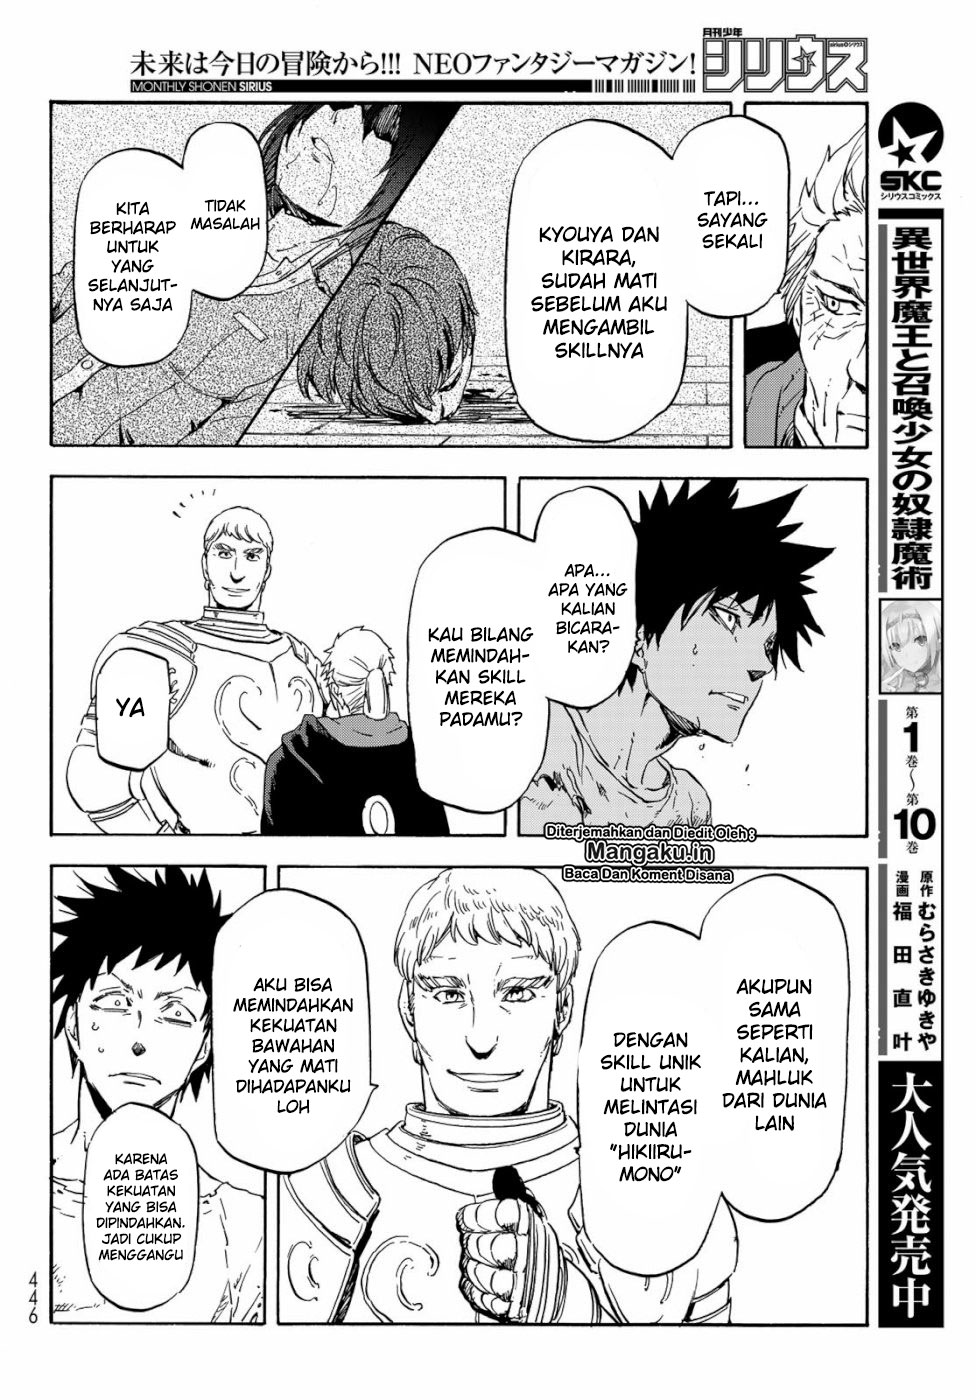 未来は今日の冒険から!!! NEOファンタジーマガジン!
MONTHLY SHONEN SIRIUS
月刊少年
シリウス
TAPI...
SAYANG
SEKALI
KYOUYA DAN
KIRARA,
SUDAH MATI
SEBELUM AKU
MENGAMBIL
SKILLNYA
TIDAK
MASALAH
KITA
BERHARAP
UNTUK
YANG
SELANJUT-
NYA SAJA
APA...
APA YANG
KALIAN
BICARA-
KAN?
KAU BILANG
MEMINDAH-
KAN SKILL
MEREKA
PADAMU?
YA
Diterjemahkan dan Diedit Oleh:
Mangaku.in
Baca Dan Koment Disana
AKUPUN
SAMA
SEPERTI
KALIAN,
MAHLUK
DARI DUNIA
LAIN
DENGAN
SKILL UNIK
UNTUK
MELINTASI
DUNIA
"HIKIIRU-
MONO"
AKU BISA
MEMINDAHKAN
KEKUATAN
BAWAHAN
YANG MATI
DIHADAPANKU
LOH
KARENA
ADA BATAS
KEKUATAN
YANG BISA
DIPINDAHKAN.
JADI CUKUP
MENGGANGU
SKC
シリウスコミックス
異世界魔王と召喚少女の奴隷魔術
第1巻～第10巻
原作 むらさきゆきや
漫画 福田直叶
大人気発売中
446